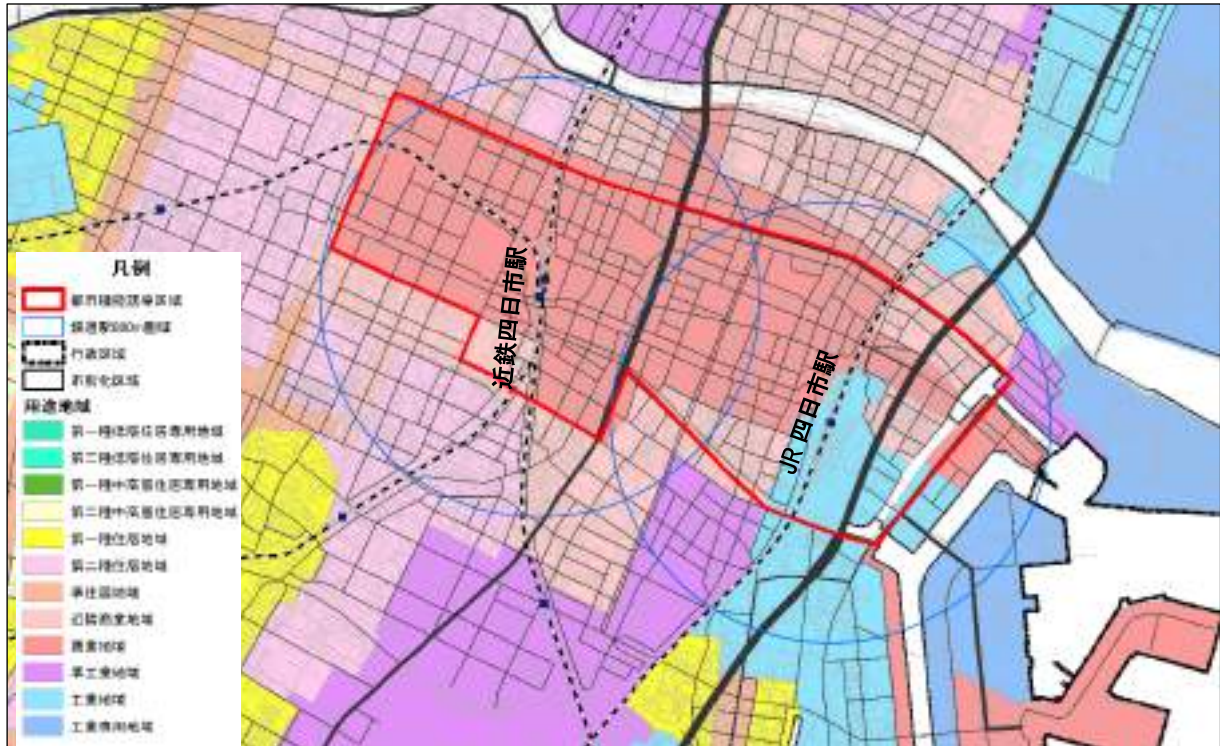 凡例
都市機能誘導区域
鉄道駅800m圏域
行政区域
市街化区域
用途地域
第一種低層住居専用地域
第二種低層住居専用地域
第一種中高層住居専用地域
第二種中高層住居専用地域
第一種住居地域
第二種住居地域
準住居地域
近隣商業地域
商業地域
準工業地域
工業地域
工業専用地域
近鉄四日市駅
JR 四日市駅